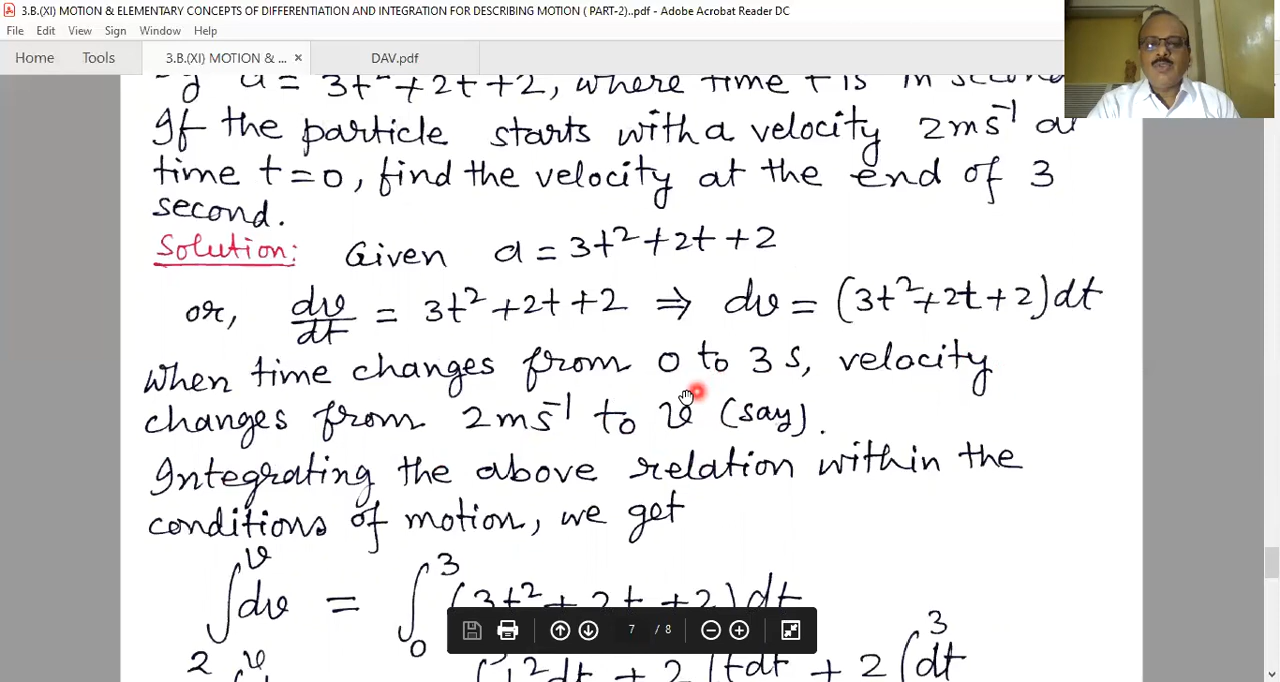 3.B.(XI) MOTION & ELEMENTARY CONCEPTS OF DIFFERENTIATION AND INTEGRATION FOR DESCRIBING MOTION ( PART-2)..pdf - Adobe Acrobat Reader DC
File Edit View Sign Window Help
Home Tools 3.B.(XI) MOTION & ... × DAV.pdf
a = 3t²+2t+2, where time t is in second
If the particle starts with a velocity 2ms⁻¹ at
time t=0, find the velocity at the end of 3
second.
Solution: Given a = 3t²+2t+2
or, dv/dt = 3t²+2t+2 ⇒ dv = (3t²+2t+2)dt
When time changes from 0 to 3 s, velocity
changes from 2ms⁻¹ to v (say).
Integrating the above relation within the
conditions of motion, we get
∫₂ᵛ dv = ∫₀³ (3t²+2t+2)dt
7 / 8
t²dt + 2 ∫tdt + 2 ∫³dt